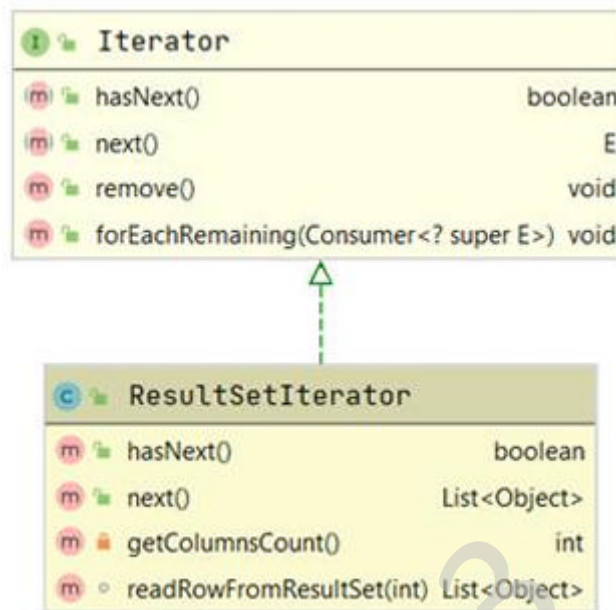 I Iterator
m hasNext() boolean
m next() E
m remove() void
m forEachRemaining(Consumer<? super E>) void
C ResultSetIterator
m hasNext() boolean
m next() List<Object>
m getColumnsCount() int
m readRowFromResultSet(int) List<Object>